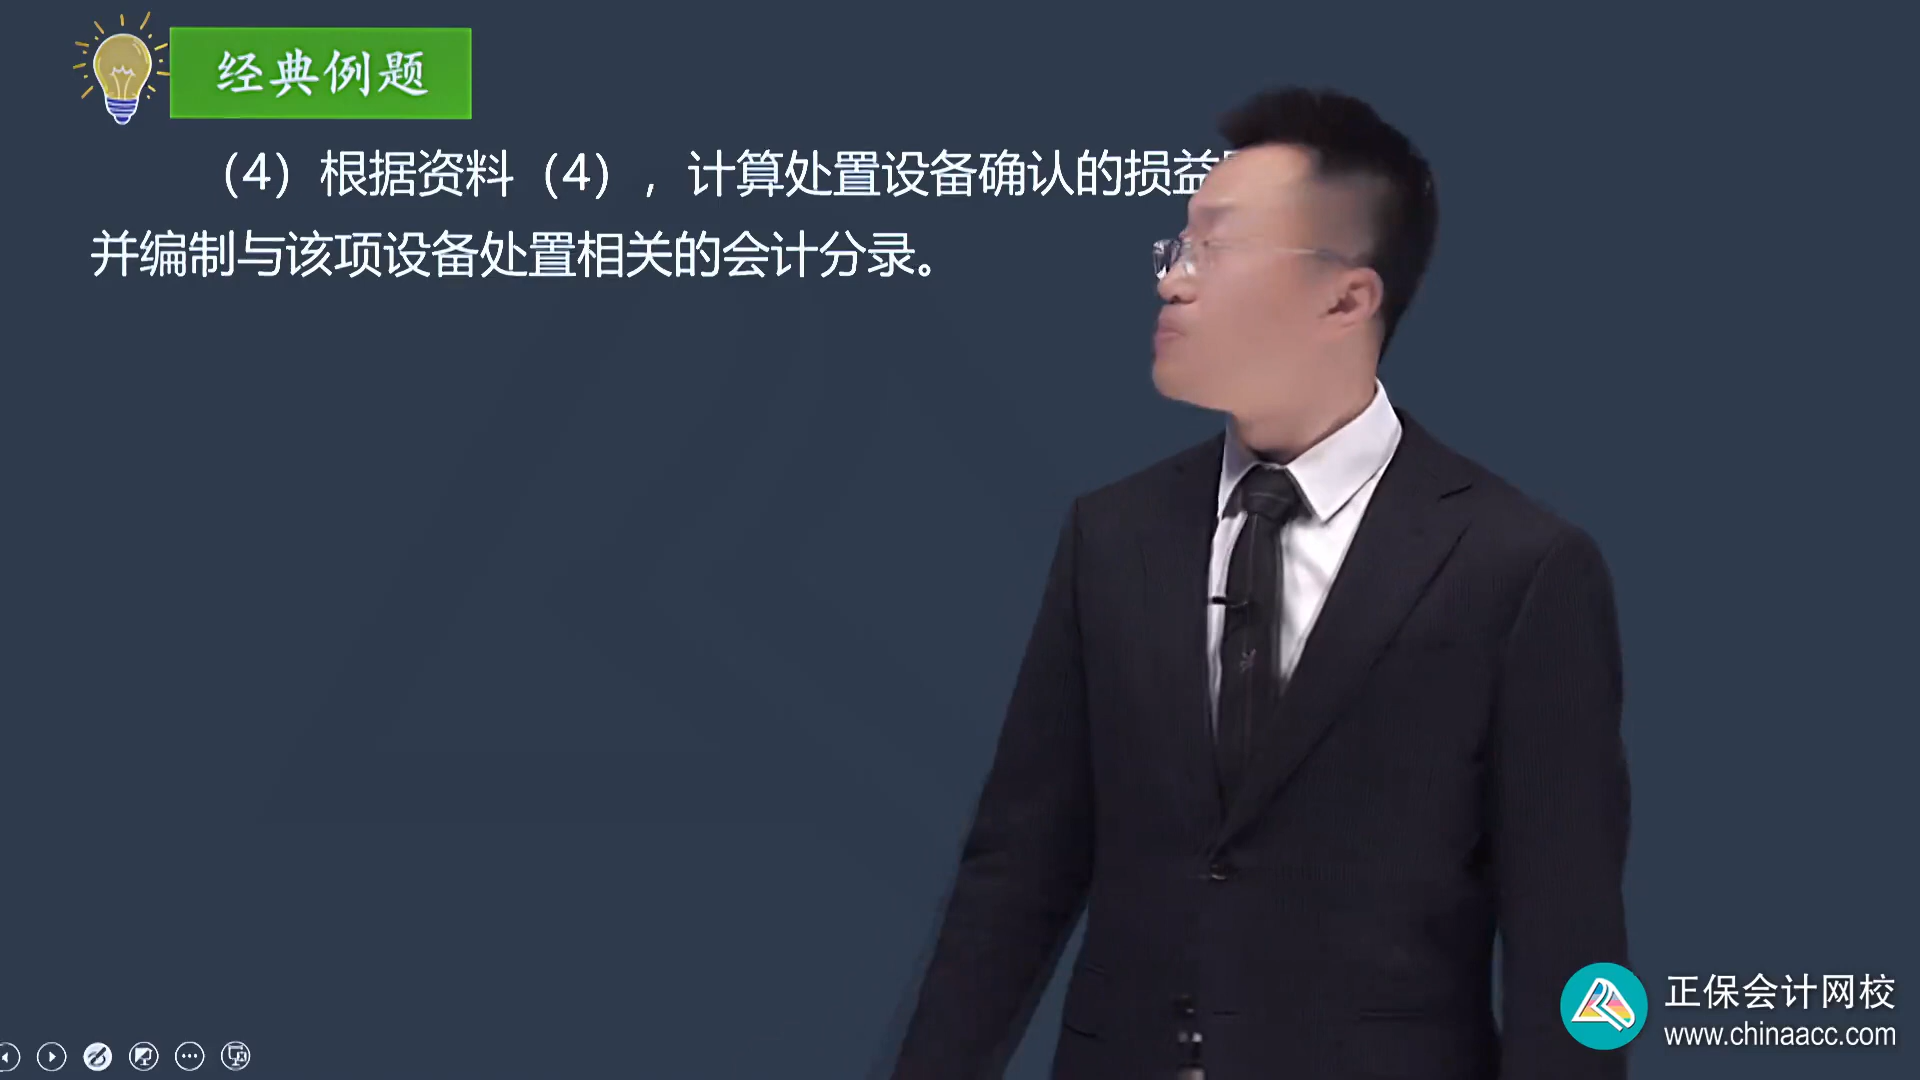 经典例题
（4）根据资料（4），计算处置设备确认的损益
并编制与该项设备处置相关的会计分录。
正保会计网校
www.chinaacc.com